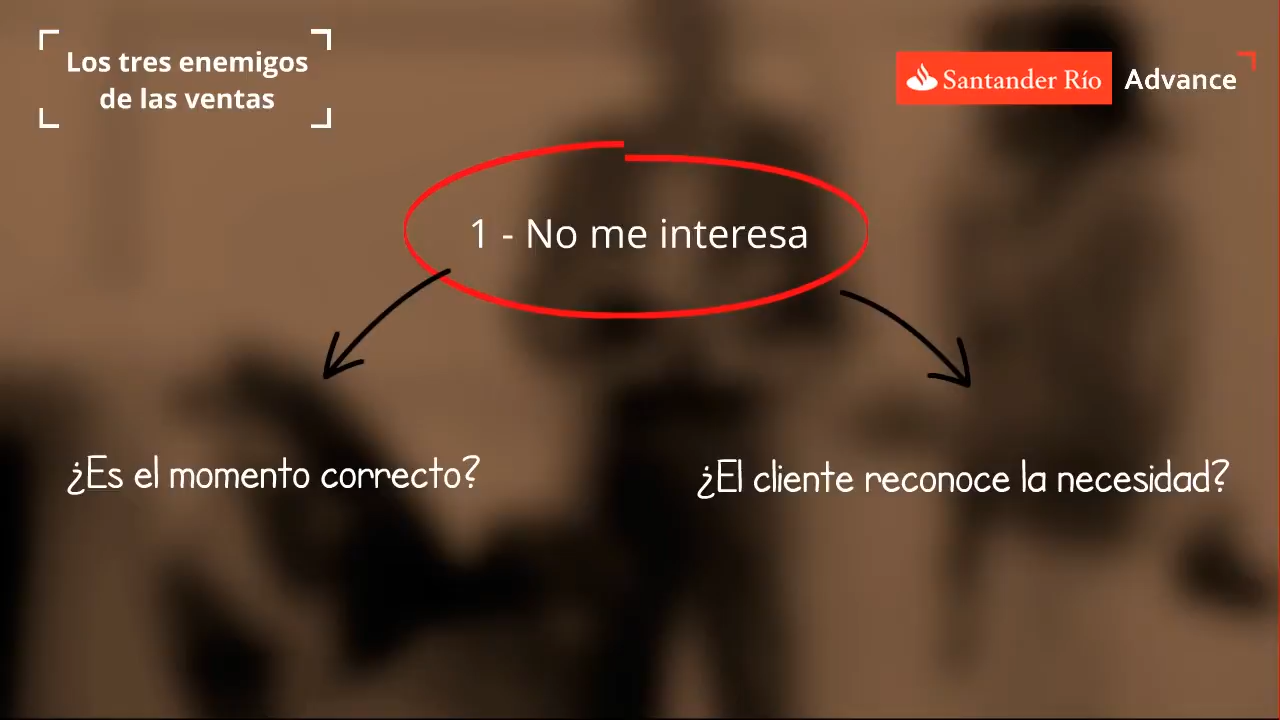 Los tres enemigos
de las ventas
Santander Río Advance
1 - No me interesa
¿Es el momento correcto?
¿El cliente reconoce la necesidad?